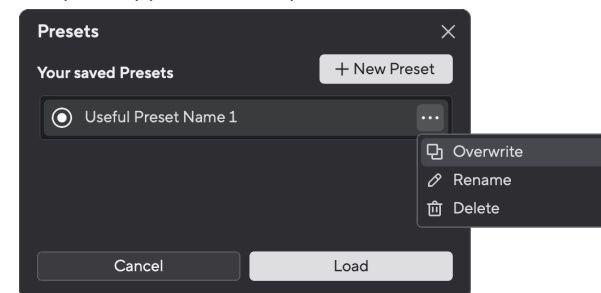 Presets
Your saved Presets
+ New Preset
Useful Preset Name 1
Overwrite
Rename
Delete
Cancel
Load